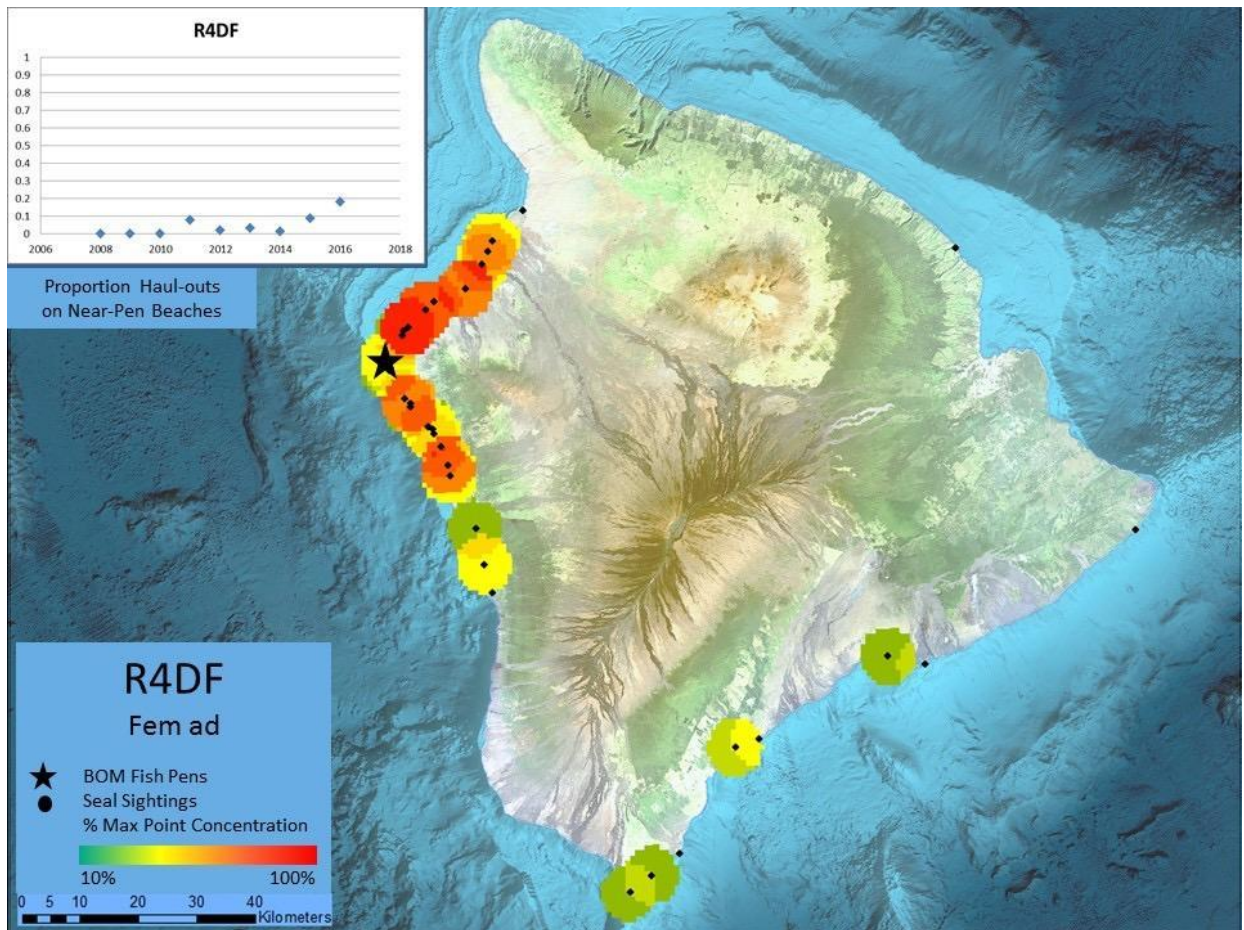 R4DF
1
0.9
0.8
0.7
0.6
0.5
0.4
0.3
0.2
0.1
0
2006 2008 2010 2012 2014 2016 2018
Proportion Haul-outs
on Near-Pen Beaches
R4DF
Fem ad
BOM Fish Pens
Seal Sightings
% Max Point Concentration
10% 100%
0 5 10 20 30 40
Kilometers